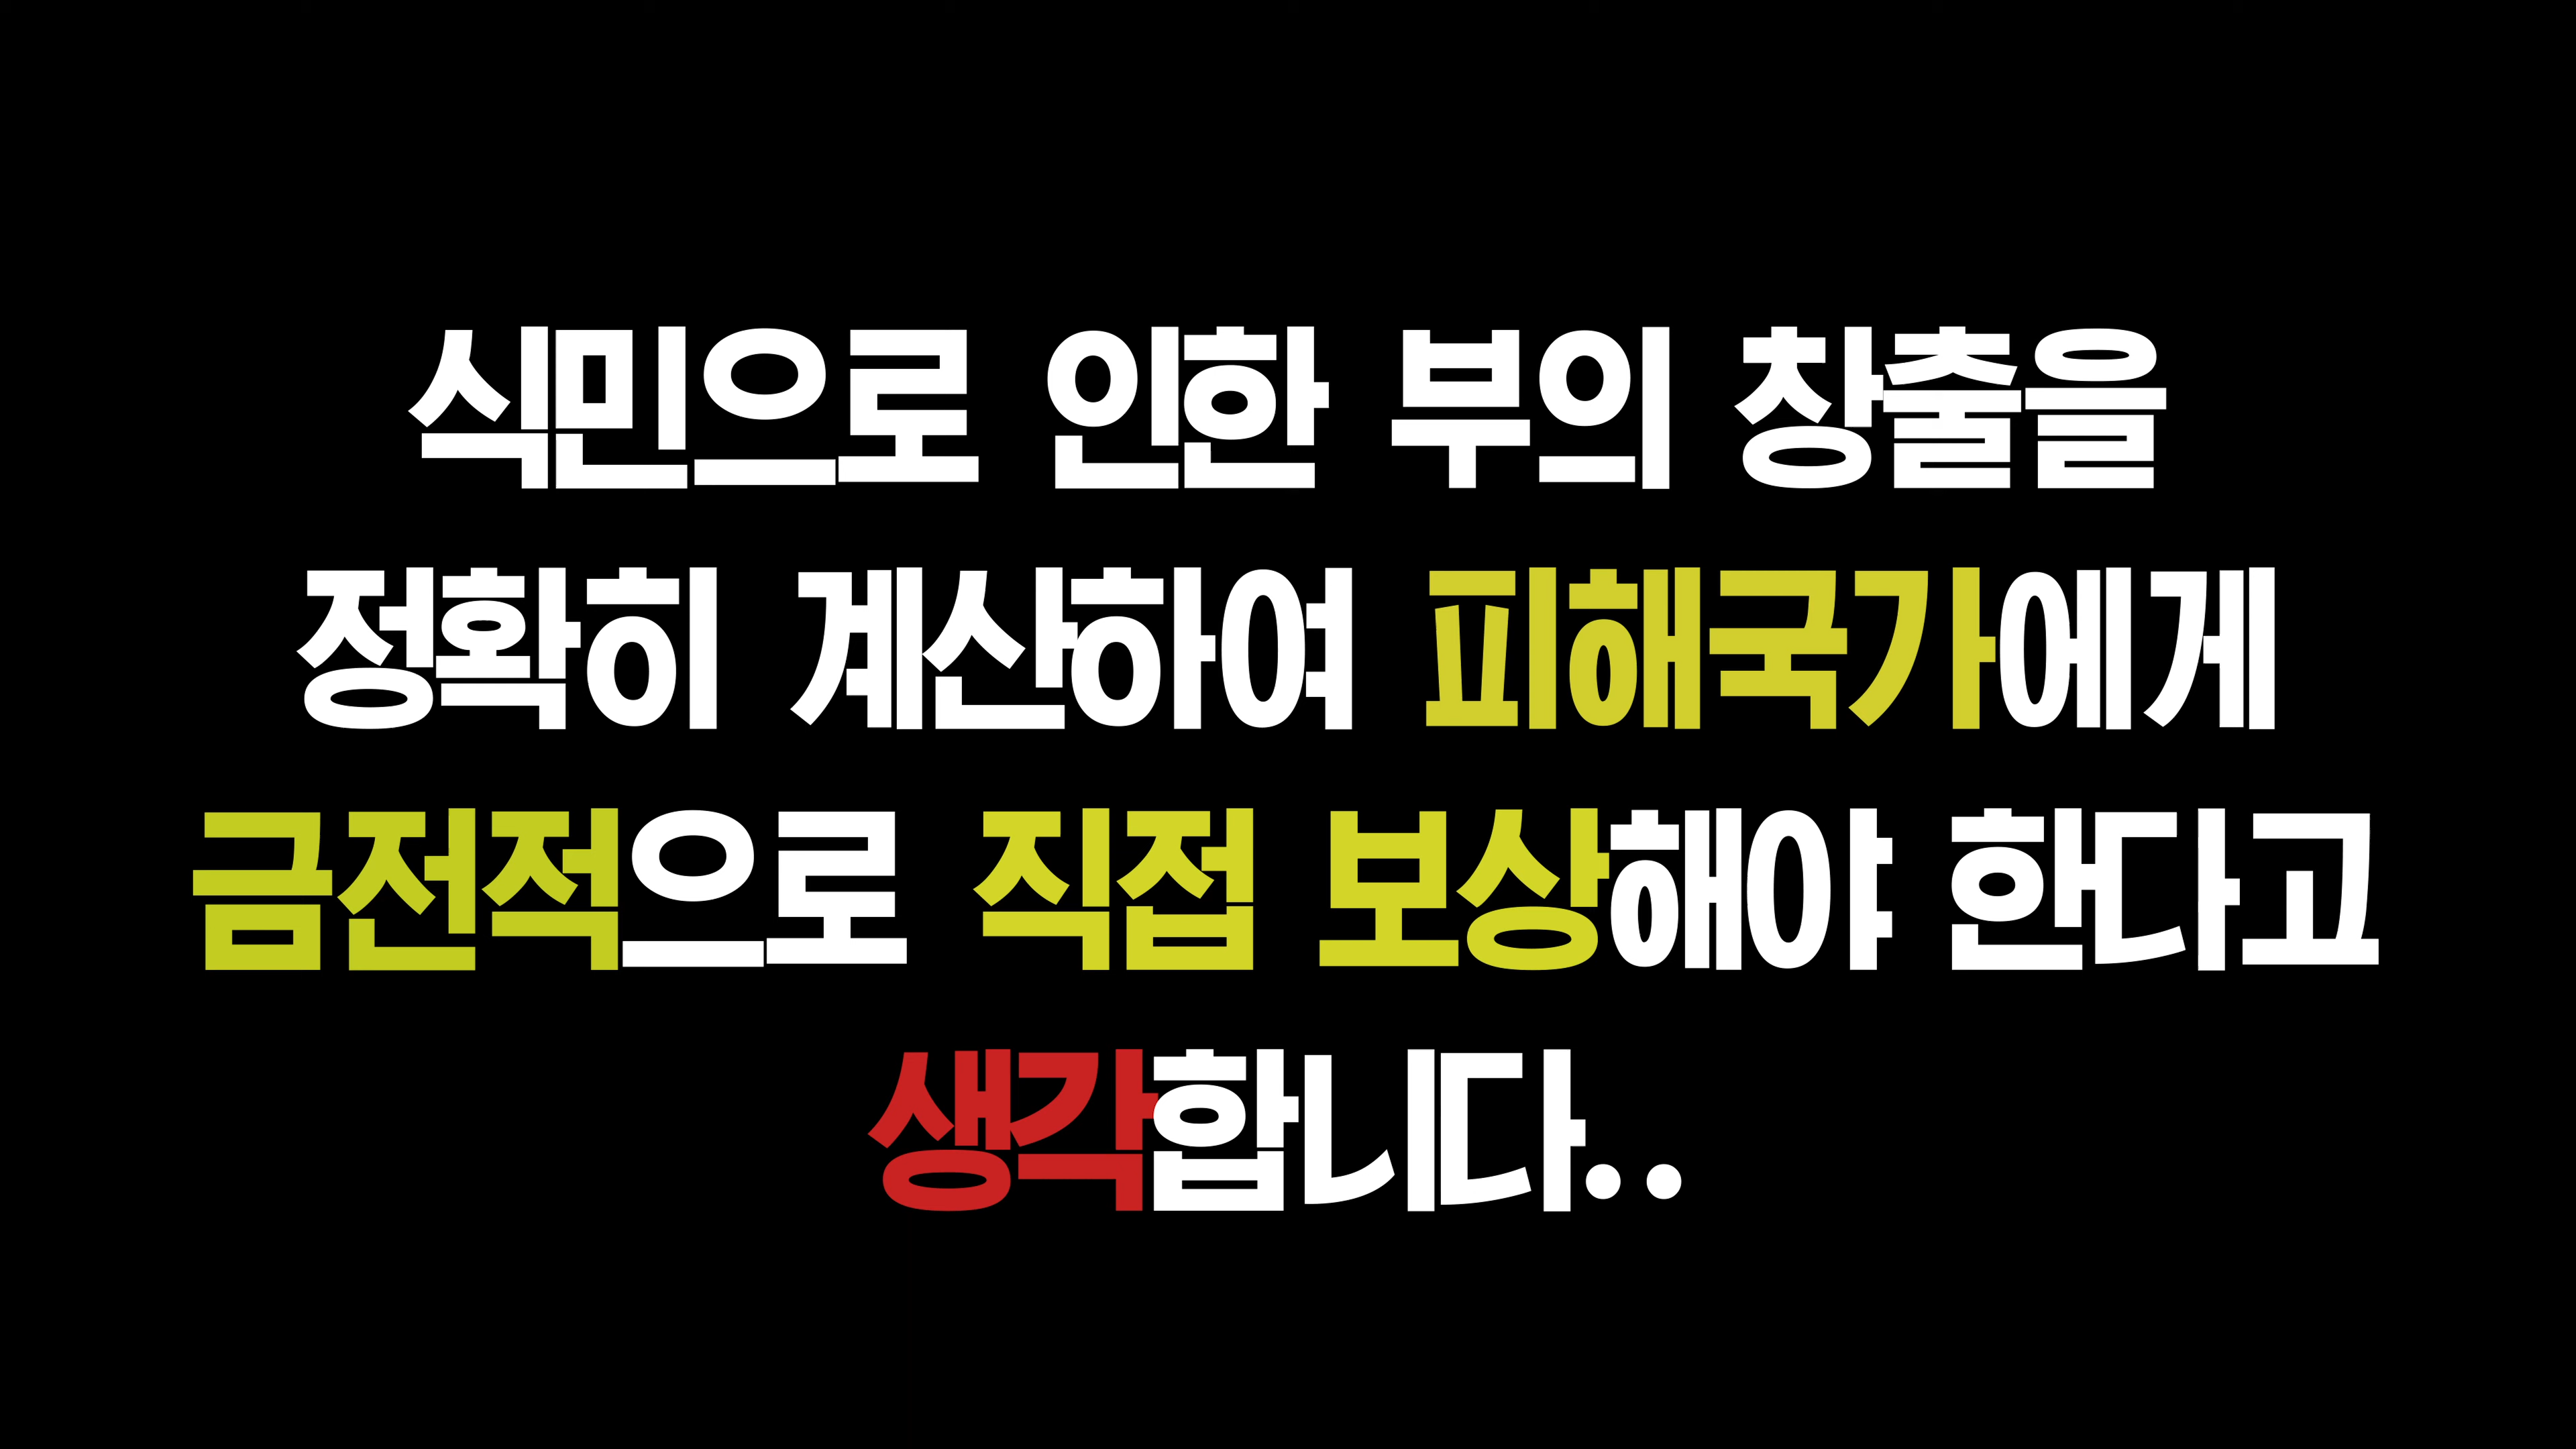 식민으로 인한 부의 창출을
정확히 계산하여 피해국가에게
금전적으로 직접 보상해야 한다고
생각합니다..